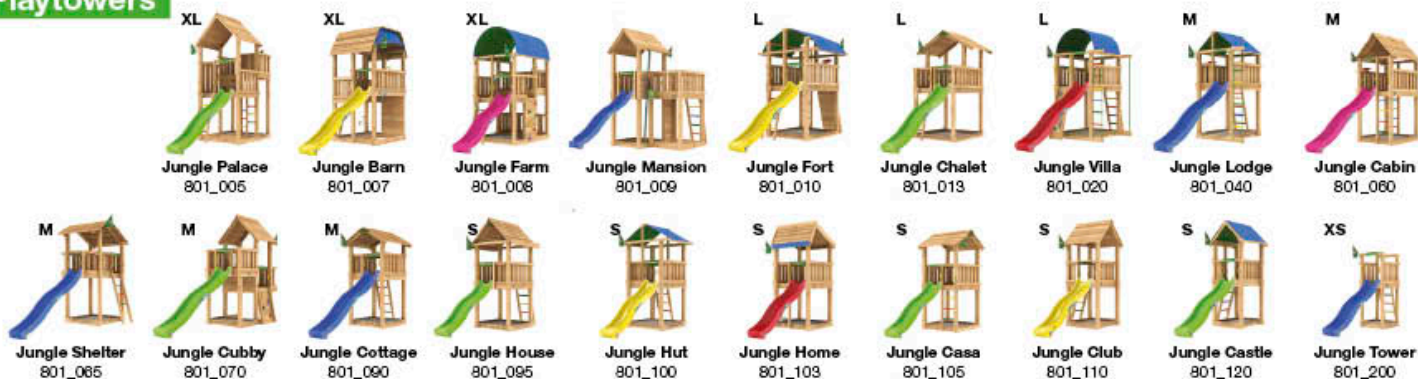 Playtowers
XL XL XL L L L M M
Jungle Palace Jungle Barn Jungle Farm Jungle Mansion Jungle Fort Jungle Chalet Jungle Villa Jungle Lodge Jungle Cabin
801_005 801_007 801_008 801_009 801_010 801_013 801_020 801_040 801_060
M M M S S S S S S XS
Jungle Shelter Jungle Cubby Jungle Cottage Jungle House Jungle Hut Jungle Home Jungle Casa Jungle Club Jungle Castle Jungle Tower
801_065 801_070 801_090 801_095 801_100 801_103 801_105 801_110 801_120 801_200